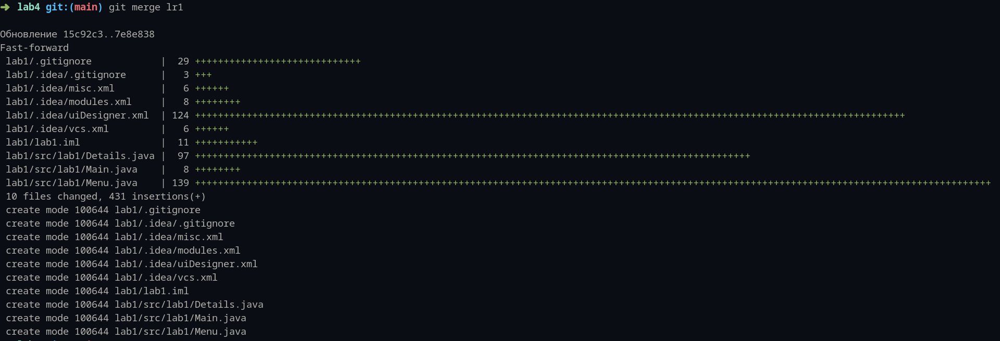 ➜ lab4 git:(main) git merge lr1
Обновление 15c92c3..7e8e838
Fast-forward
lab1/.gitignore | 29 +++++++++++++++++++++++++++++
lab1/.idea/.gitignore | 3 +++
lab1/.idea/misc.xml | 6 ++++++
lab1/.idea/modules.xml | 8 ++++++++
lab1/.idea/uiDesigner.xml | 124 ++++++++++++++++++++++++++++++++++++++++++++++++++++++++++++++++++++++++++++++++++++++++++++++++++++++++++++++++++++++++++++
lab1/.idea/vcs.xml | 6 ++++++
lab1/lab1.iml | 11 +++++++++++
lab1/src/lab1/Details.java | 97 +++++++++++++++++++++++++++++++++++++++++++++++++++++++++++++++++++++++++++++++++++++++++++++++++
lab1/src/lab1/Main.java | 8 ++++++++
lab1/src/lab1/Menu.java | 139 +++++++++++++++++++++++++++++++++++++++++++++++++++++++++++++++++++++++++++++++++++++++++++++++++++++++++++++++++++++++++++++++++++++++++++
10 files changed, 431 insertions(+)
create mode 100644 lab1/.gitignore
create mode 100644 lab1/.idea/.gitignore
create mode 100644 lab1/.idea/misc.xml
create mode 100644 lab1/.idea/modules.xml
create mode 100644 lab1/.idea/uiDesigner.xml
create mode 100644 lab1/.idea/vcs.xml
create mode 100644 lab1/lab1.iml
create mode 100644 lab1/src/lab1/Details.java
create mode 100644 lab1/src/lab1/Main.java
create mode 100644 lab1/src/lab1/Menu.java